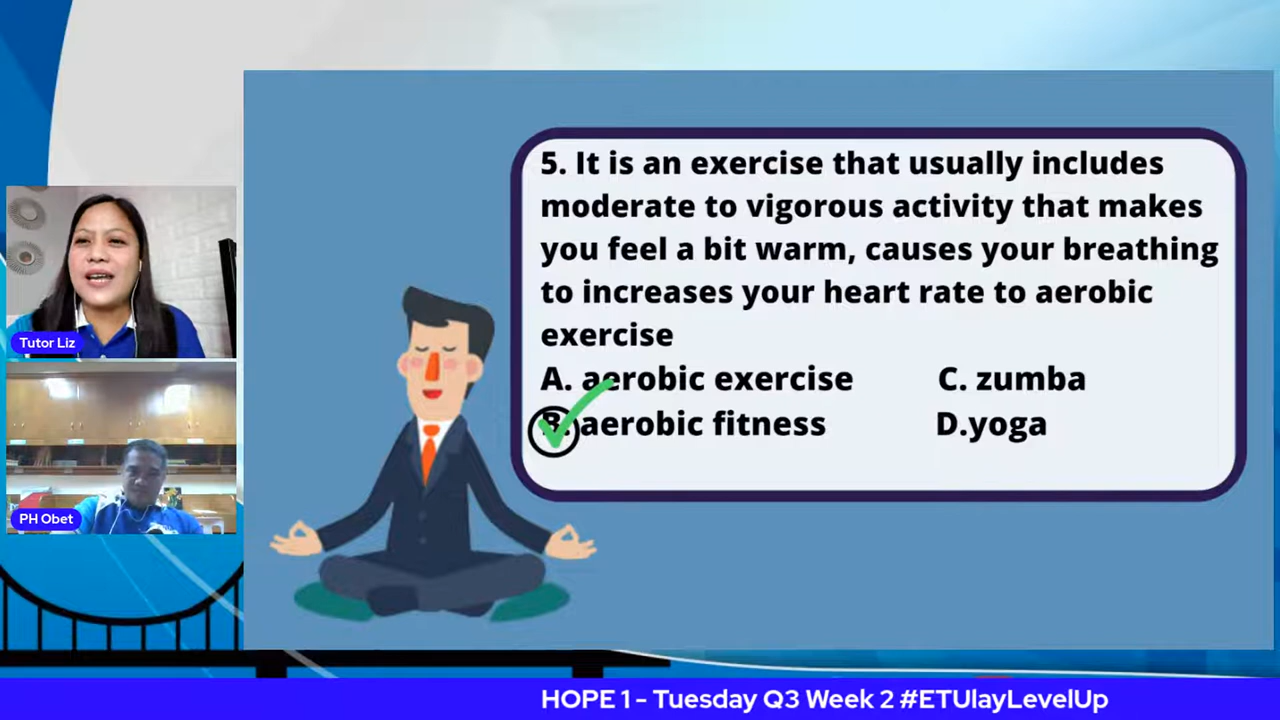 5. It is an exercise that usually includes
moderate to vigorous activity that makes
you feel a bit warm, causes your breathing
to increases your heart rate to aerobic
exercise
A. aerobic exercise C. zumba
B. aerobic fitness D.yoga
Tutor Liz
PH Obet
HOPE 1 - Tuesday Q3 Week 2 #ETUlayLevelUp